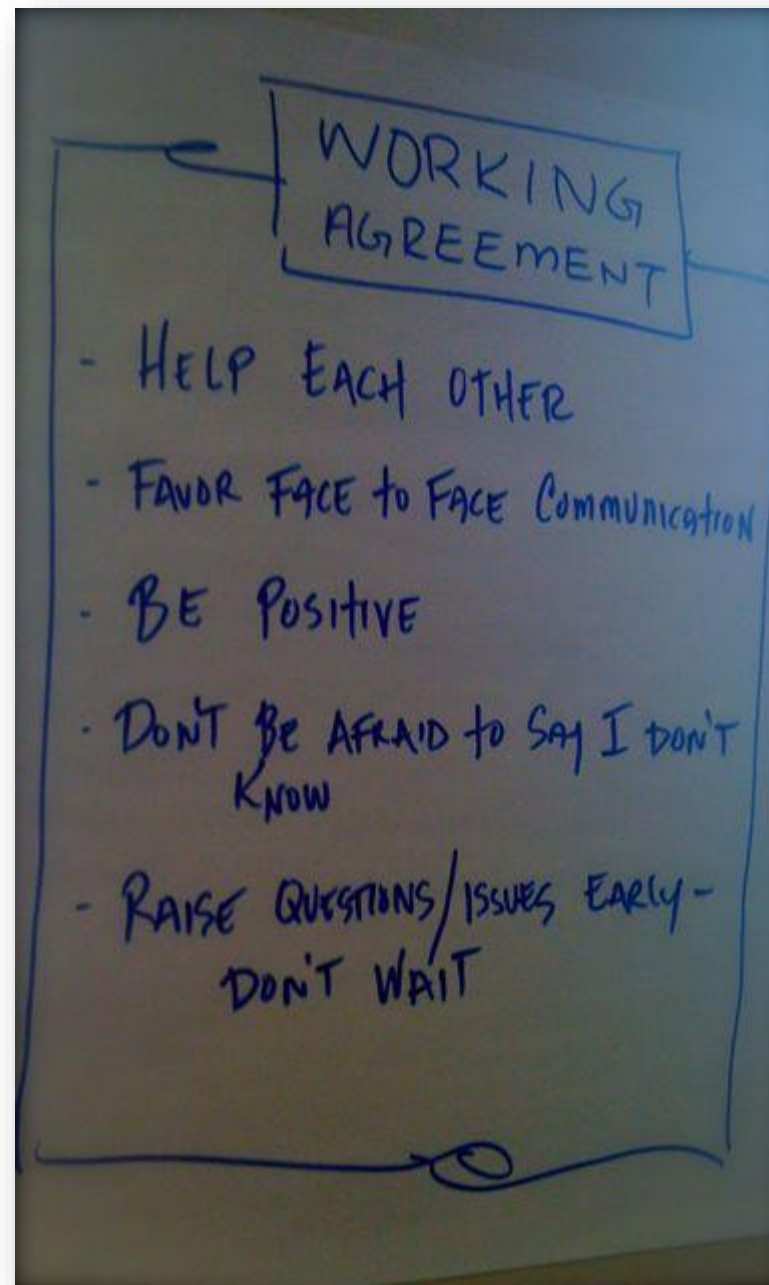 WORKING
AGREEMENT
- HELP EACH OTHER
- FAVOR FACE to FACE COMMUNICATION
- BE POSITIVE
- DON'T BE AFRAID to SAY I DON'T
KNOW
- RAISE QUESTIONS/ISSUES EARLY -
DON'T WAIT